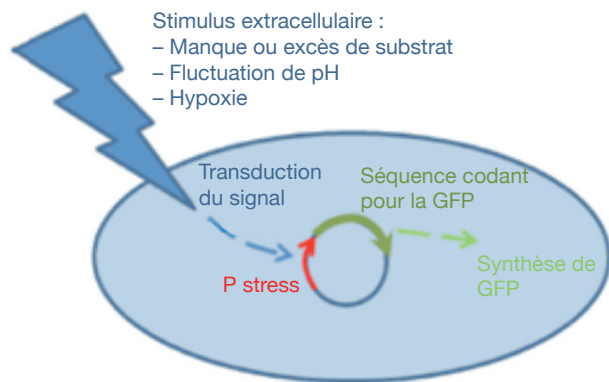 Stimulus extracellulaire :
– Manque ou excès de substrat
– Fluctuation de pH
– Hypoxie
Transduction
du signal
Séquence codant
pour la GFP
P stress
Synthèse de
GFP